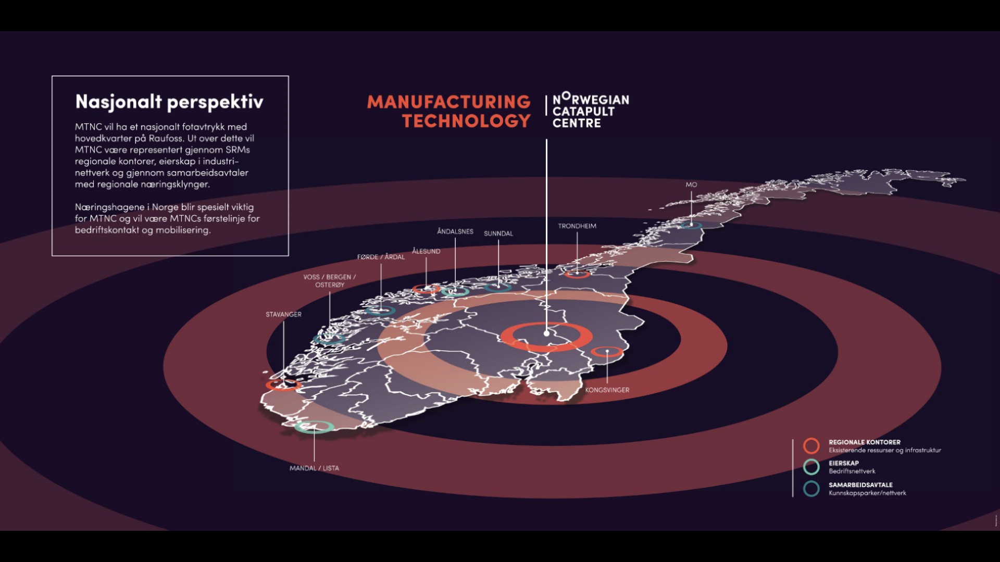 Nasjonalt perspektiv
MTNC vil ha et nasjonalt fotavtrykk med
hovedkvarter på Raufoss. Ut over dette vil
MTNC være representert gjennom SRMs
regionale kontorer, eierskap i industri-
nettverk og gjennom samarbeidsavtaler
med regionale næringsklynger.
Næringshagene i Norge blir spesielt viktig
for MTNC og vil være MTNCs førstelinje for
bedriftskontakt og mobilisering.
MANUFACTURING
TECHNOLOGY
NORWEGIAN
CATAPULT
CENTRE
MO
TRONDHEIM
ÅNDALSNES
SUNNDAL
ÅLESUND
FØRDE / ÅRDAL
VOSS / BERGEN /
OSTERØY
STAVANGER
KONGSVINGER
MANDAL / LISTA
REGIONALE KONTORER
Eksisterende ressurser og infrastruktur
EIERSKAP
Bedriftsnettverk
SAMARBEIDSAVTALE
Kunnskapsparker/nettverk